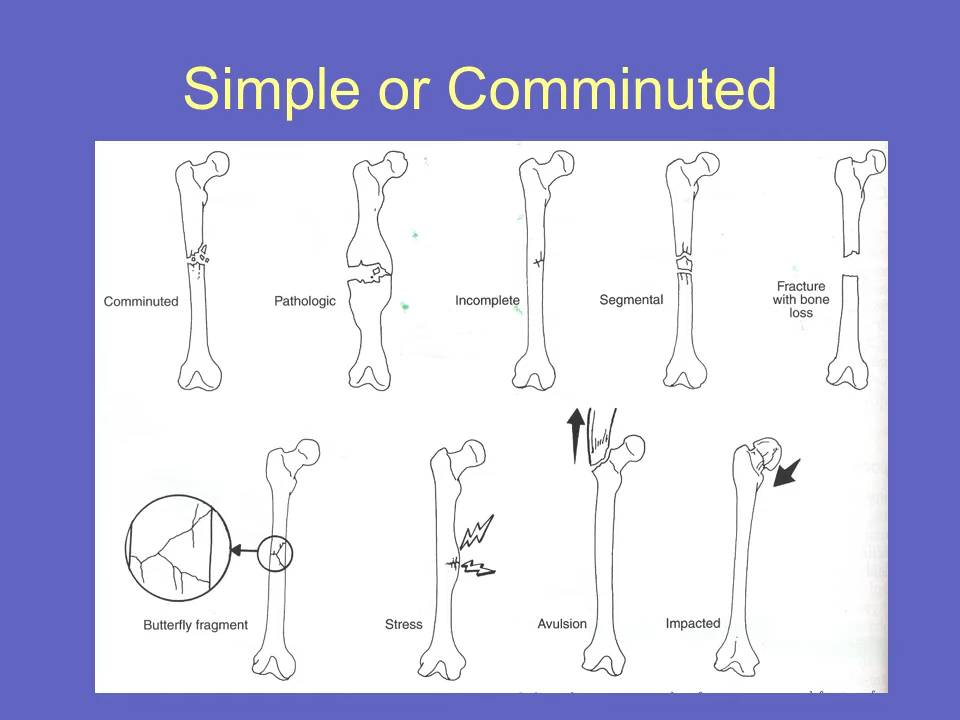 Simple or Comminuted
Comminuted
Pathologic
Incomplete
Segmental
Fracture
with bone
loss
Butterfly fragment
Stress
Avulsion
Impacted